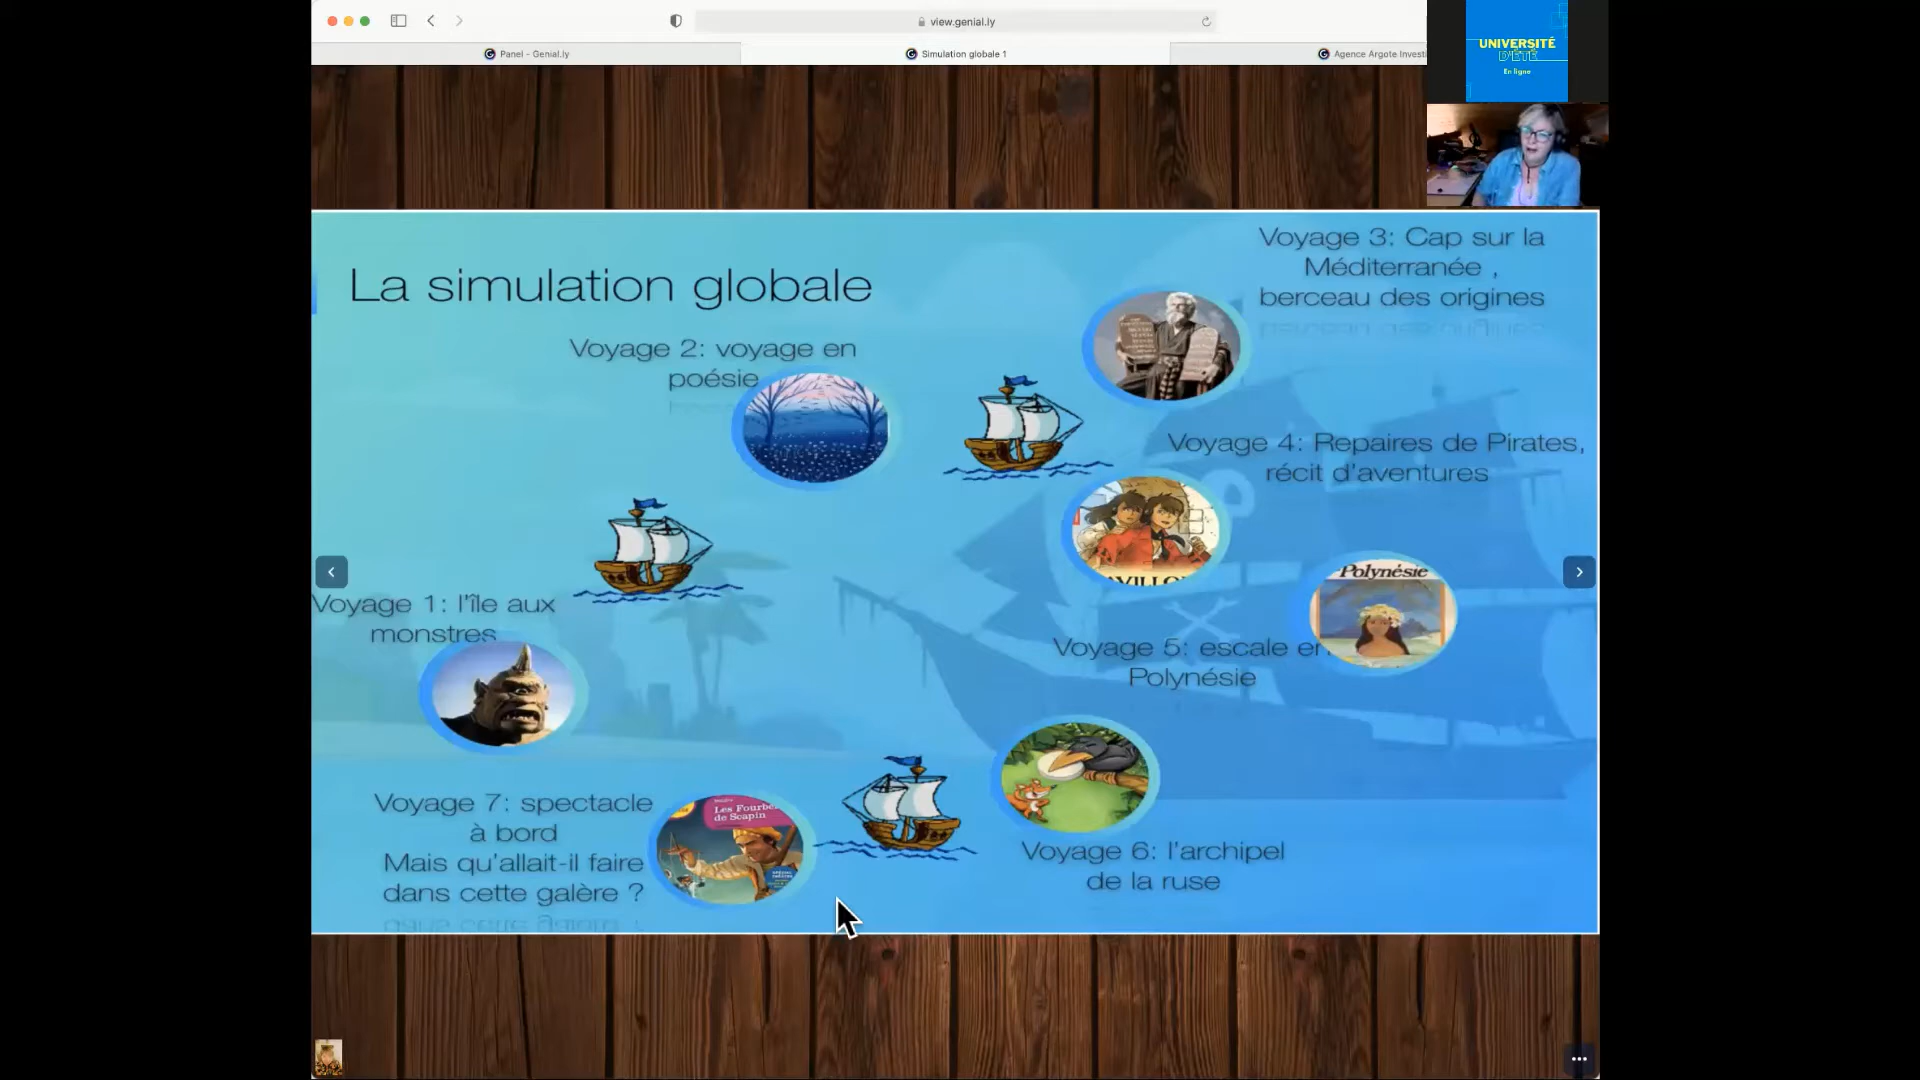 view.genial.ly
Panel - Genial.ly
Simulation globale 1
Agence Argote Investi
UNIVERSITÉ
D'ÉTÉ
En ligne
La simulation globale
Voyage 3: Cap sur la
Méditerranée ,
berceau des origines
Voyage 2: voyage en
poésie
Voyage 4: Repaires de Pirates,
récit d'aventures
Polynésie
Voyage 1: l'île aux
monstres
Voyage 5: escale en
Polynésie
Voyage 7: spectacle
à bord
Mais qu'allait-il faire
dans cette galère ?
Les Fourbe
de Scapin
Voyage 6: l'archipel
de la ruse